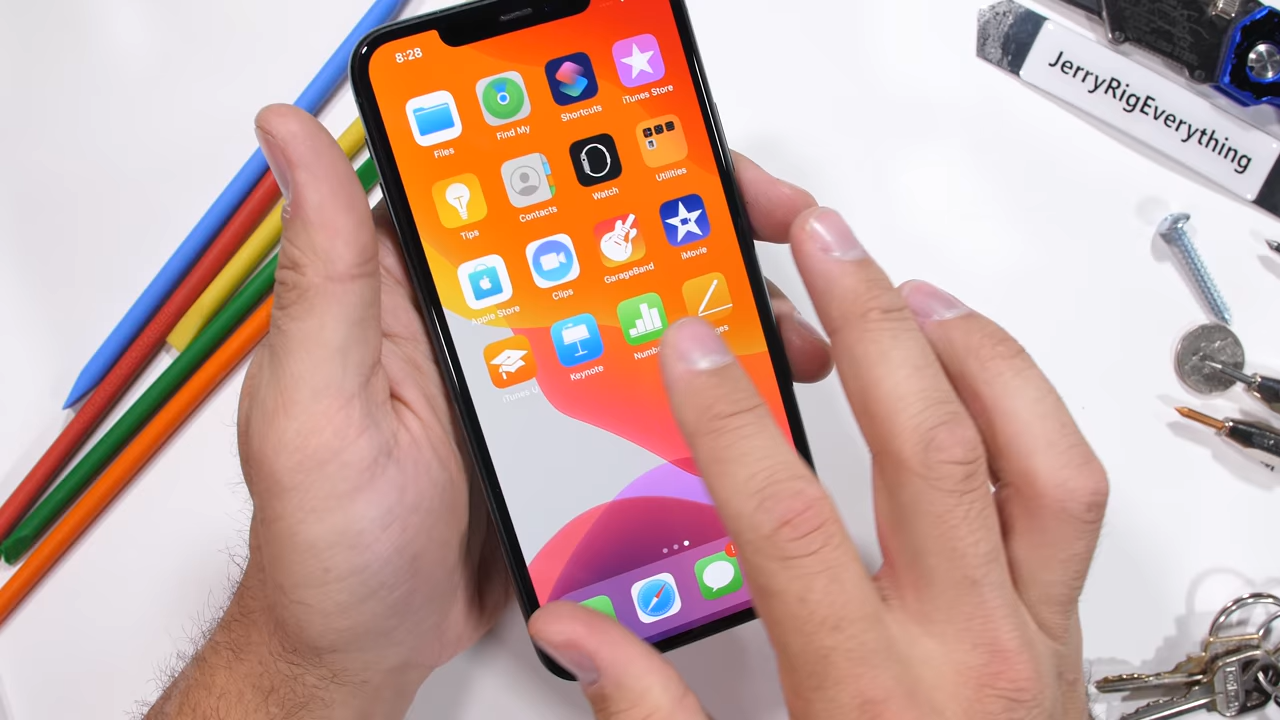 8:28
Files
Find My
Shortcuts
iTunes Store
Tips
Contacts
Watch
Utilities
Apple Store
Clips
GarageBand
iMovie
iTunes U
Keynote
JerryRigEverything